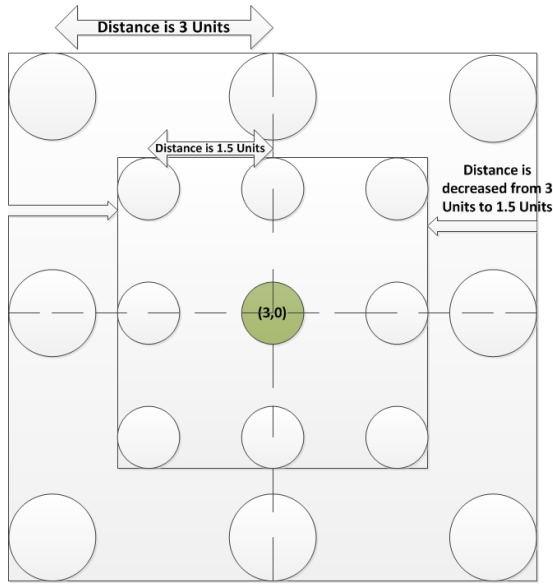 Distance is 3 Units
Distance is 1.5 Units
Distance is
decreased from 3
Units to 1.5 Units
(3,0)